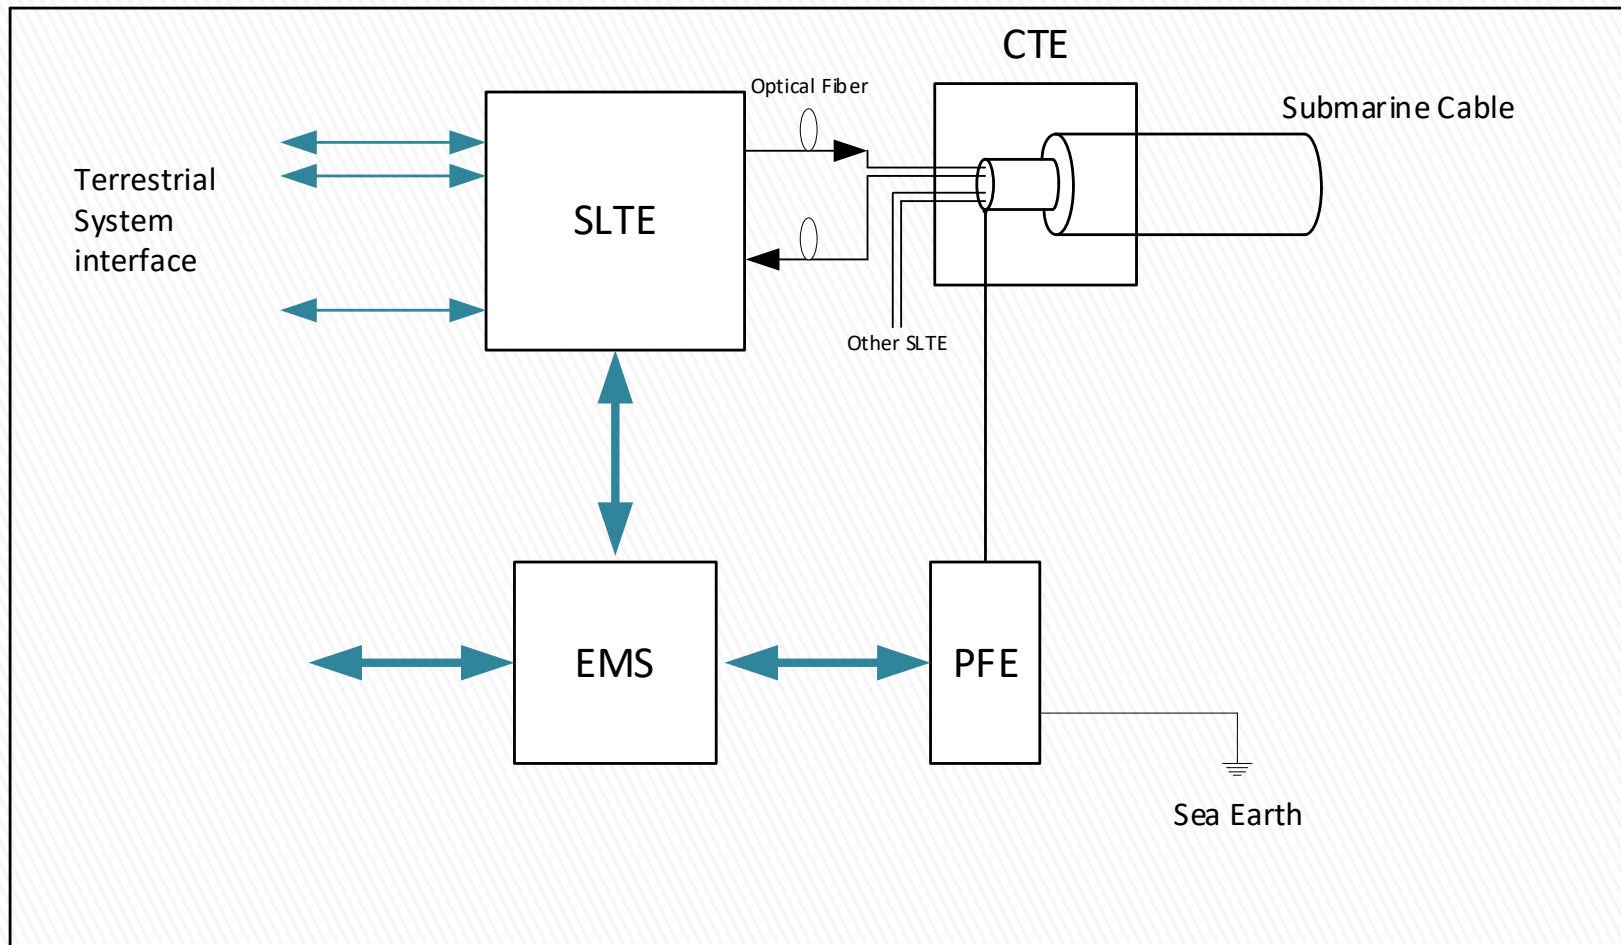 CTE
Optical Fiber
Submarine Cable
Terrestrial
System
interface
SLTE
Other SLTE
EMS
PFE
Sea Earth